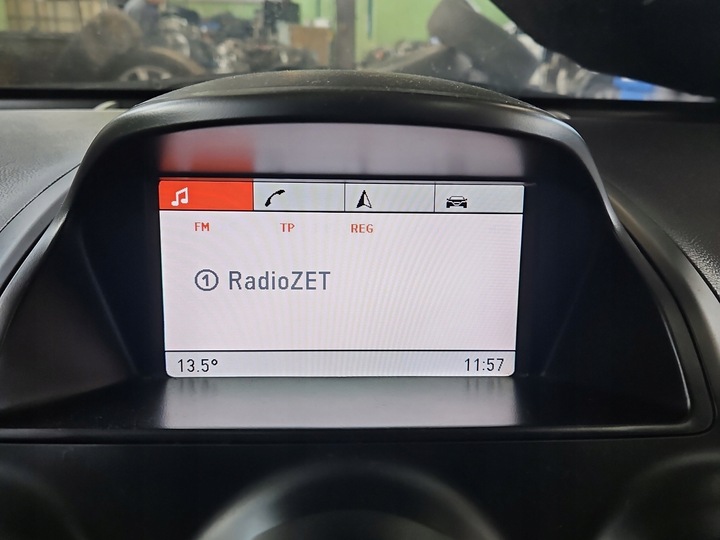 FM TP REG
① RadioZET
13.5° 11:57